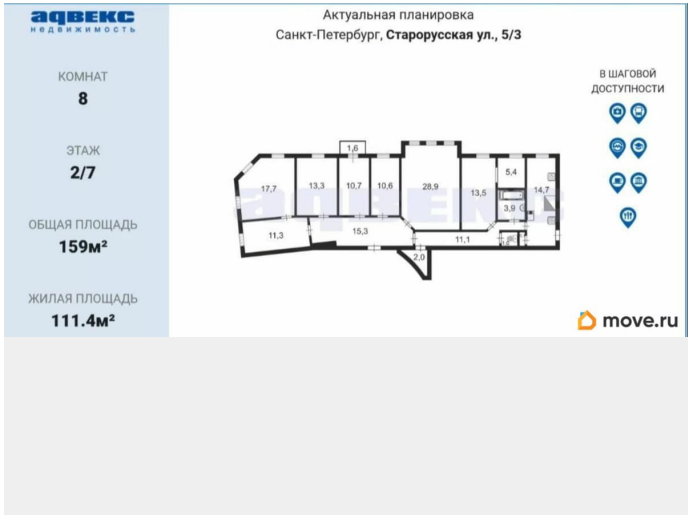 адвекс
недвижимость
КОМНАТ
8
ЭТАЖ
2/7
ОБЩАЯ ПЛОЩАДЬ
159м²
ЖИЛАЯ ПЛОЩАДЬ
111.4м²
Актуальная планировка
Санкт-Петербург, Старорусская ул., 5/3
1,6
17,7
13,3
10,7
10,6
28,9
13,5
5,4
14,7
3,9
11,3
15,3
11,1
2,0
адвекс
В ШАГОВОЙ
ДОСТУПНОСТИ
move.ru